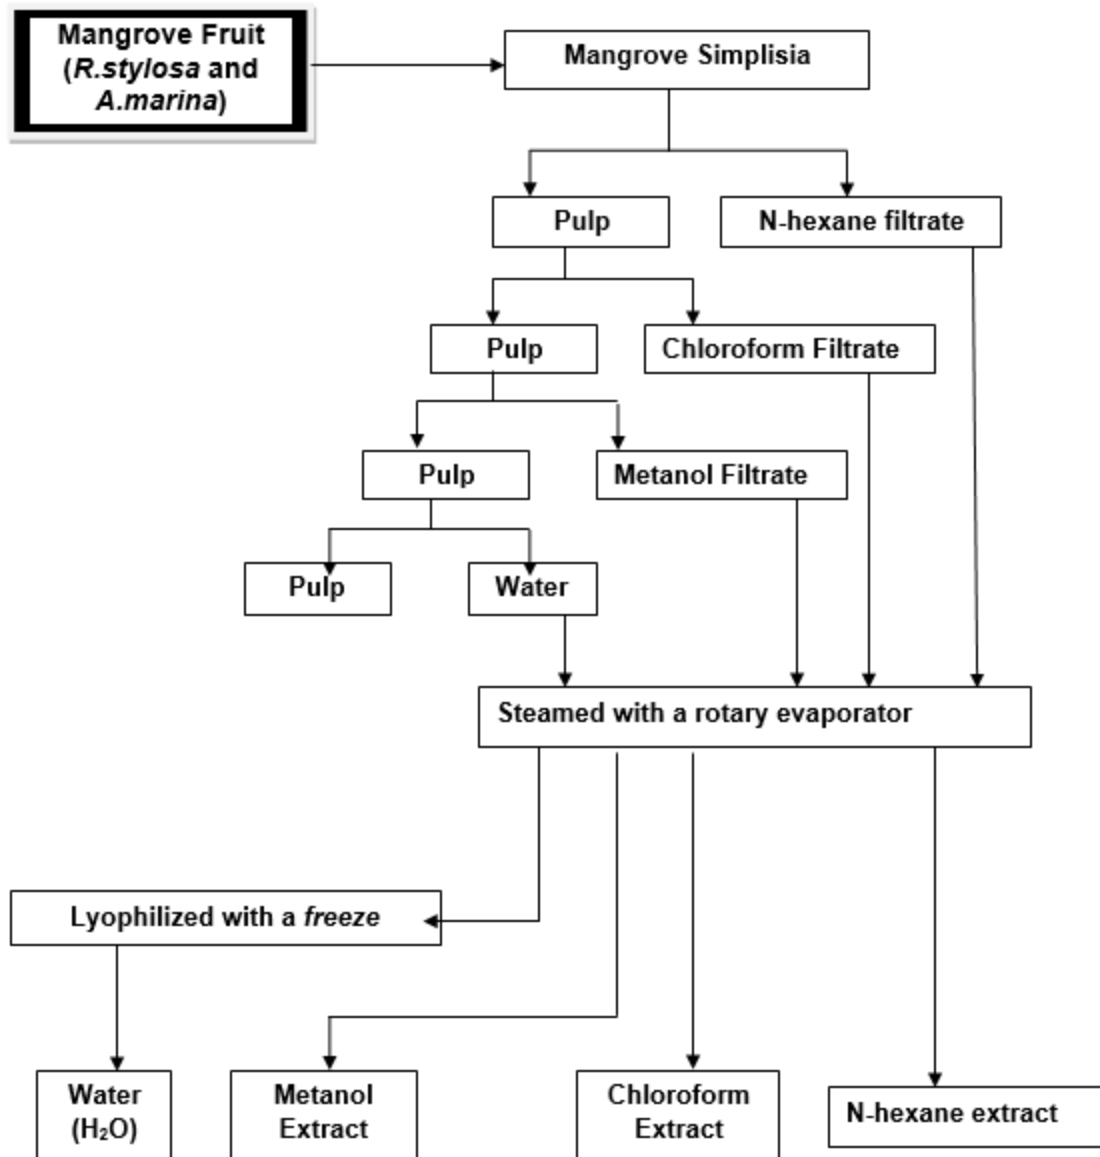 Mangrove Fruit
(R.stylosa and
A.marina)
Mangrove Simplisia
Pulp
N-hexane filtrate
Pulp
Chloroform Filtrate
Pulp
Metanol Filtrate
Pulp
Water
Steamed with a rotary evaporator
Lyophilized with a freeze
Water
(H₂O)
Metanol
Extract
Chloroform
Extract
N-hexane extract